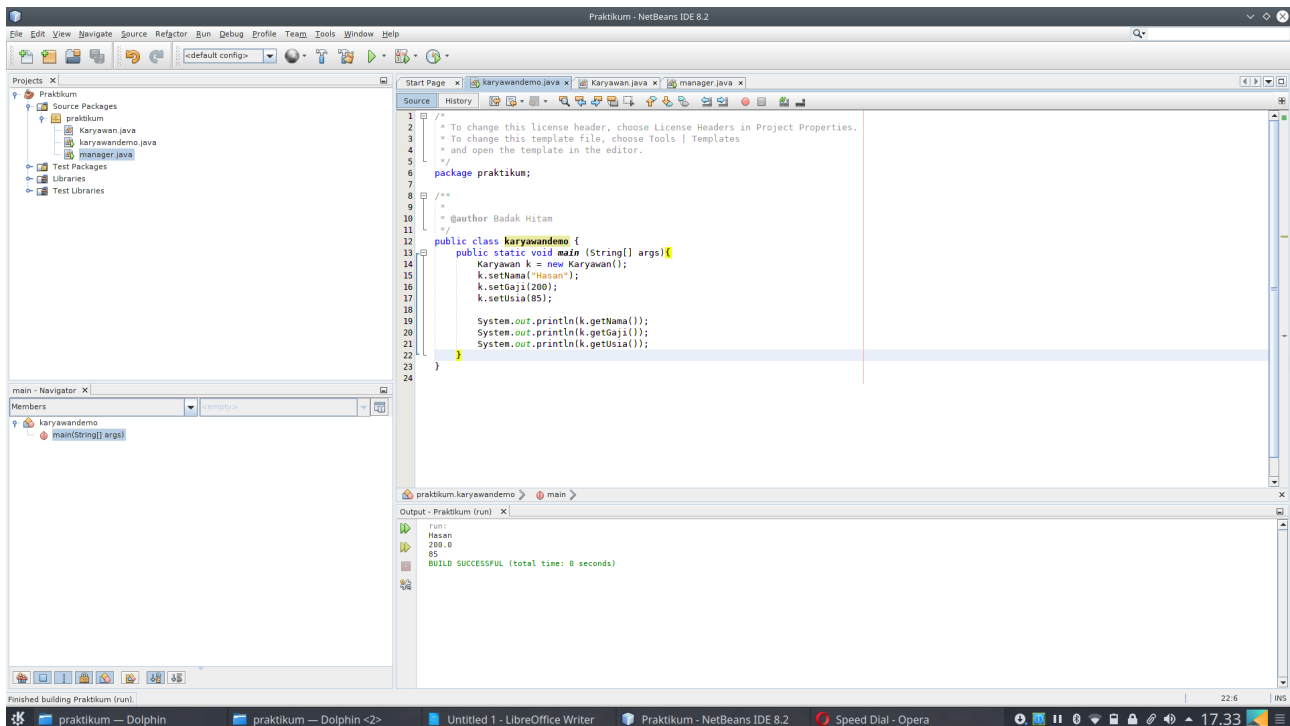 Praktikum - NetBeans IDE 8.2
File Edit View Navigate Source Refactor Run Debug Profile Team Tools Window Help
<default config>
Projects
Praktikum
Source Packages
praktikum
Karyawan.java
karyawandemo.java
manager.java
Test Packages
Libraries
Test Libraries
main - Navigator
Members <empty>
karyawandemo
main(String[] args)
Start Page karyawandemo.java Karyawan.java manager.java
Source History
1 /*
2 * To change this license header, choose License Headers in Project Properties.
3 * To change this template file, choose Tools | Templates
4 * and open the template in the editor.
5 */
6 package praktikum;
7
8 /**
9 *
10 * @author Badak Hitam
11 */
12 public class karyawandemo {
13 public static void main (String[] args){
14 Karyawan k = new Karyawan();
15 k.setNama("Hasan");
16 k.setGaji(200);
17 k.setUsia(85);
18
19 System.out.println(k.getNama());
20 System.out.println(k.getGaji());
21 System.out.println(k.getUsia());
22 }
23 }
24
praktikum.karyawandemo main
Output - Praktikum (run)
run:
Hasan
200.0
85
BUILD SUCCESSFUL (total time: 0 seconds)
Finished building Praktikum (run). 22:6 INS
praktikum — Dolphin praktikum — Dolphin <2> Untitled 1 - LibreOffice Writer Praktikum - NetBeans IDE 8.2 Speed Dial - Opera 17.33